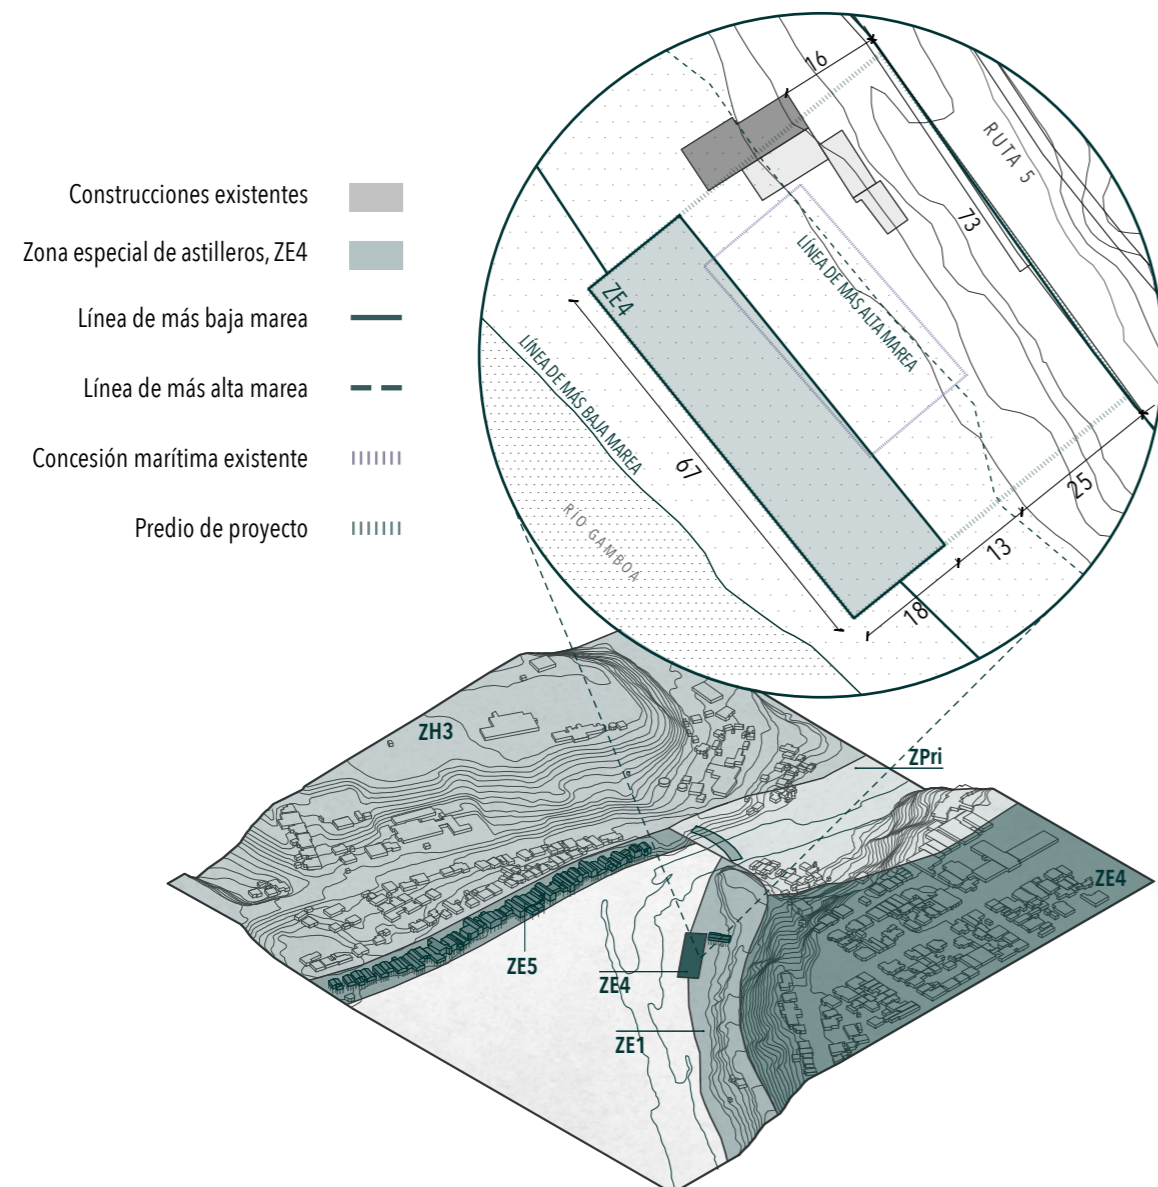 Construcciones existentes
Zona especial de astilleros, ZE4
Línea de más baja marea
Línea de más alta marea
Concesión marítima existente
Predio de proyecto
16
RUTA 5
73
LÍNEA DE MÁS ALTA MAREA
ZE4
LÍNEA DE MÁS BAJA MAREA
67
RÍO GAMBOA
25
13
18
ZH3
ZPri
ZE4
ZE5
ZE4
ZE1